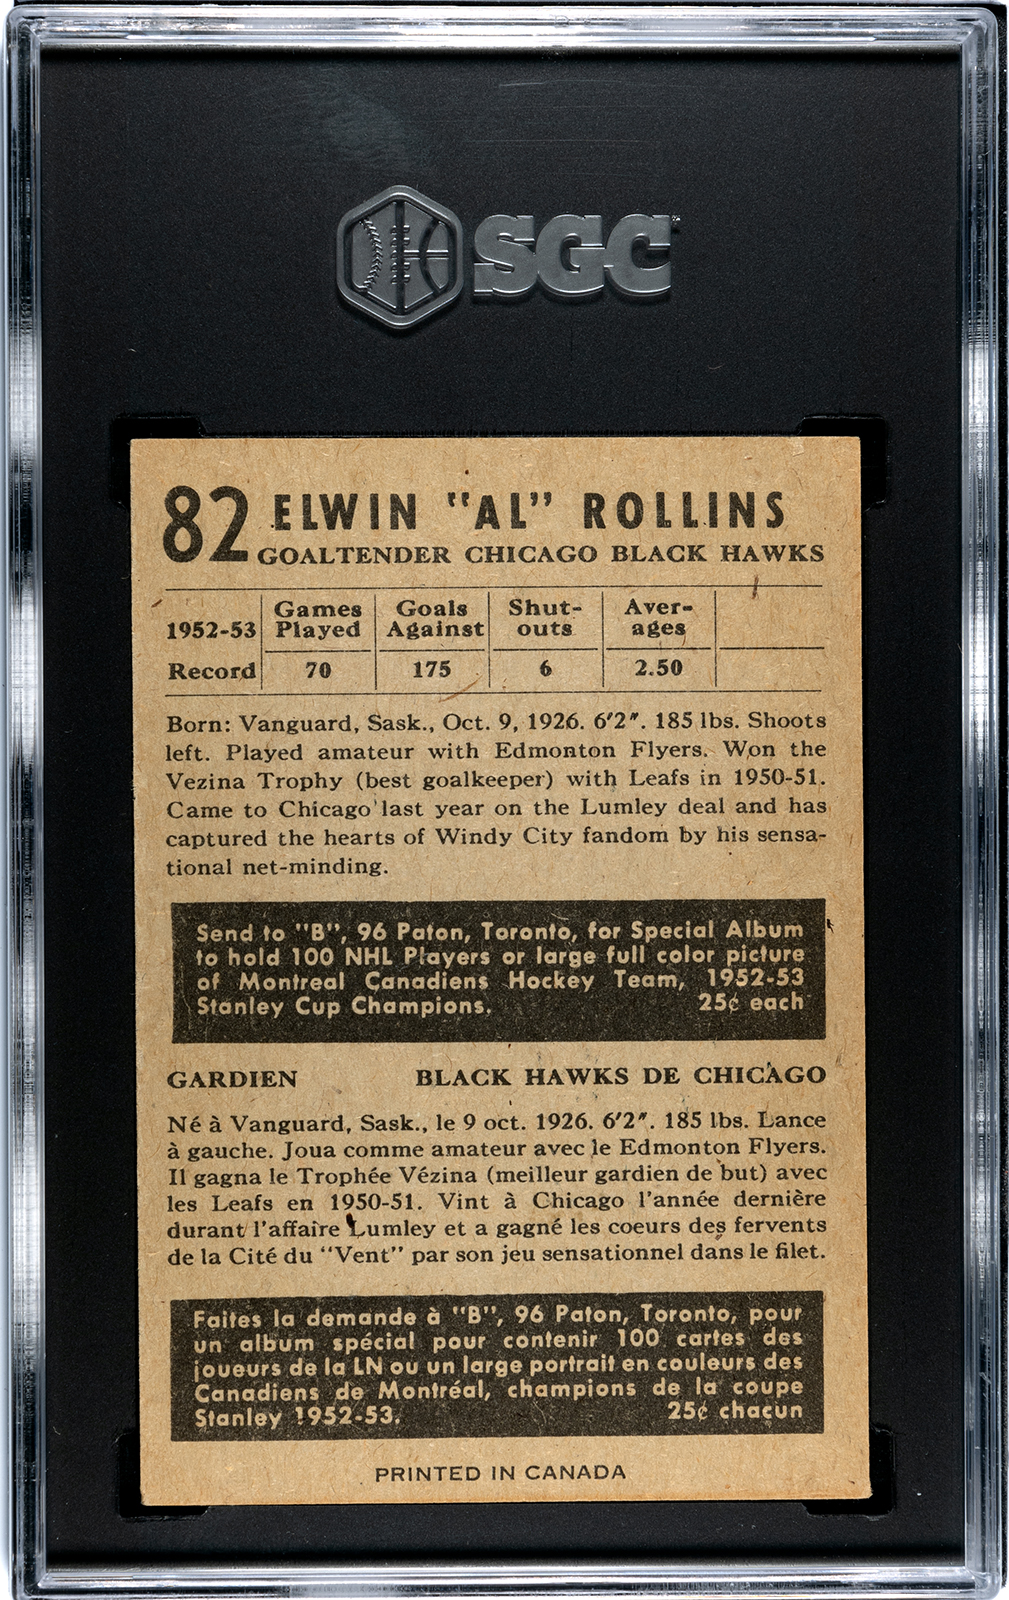 SGC
82 ELWIN "AL" ROLLINS
GOALTENDER CHICAGO BLACK HAWKS
1952-53 Games Played Goals Against Shut-outs Aver-ages
Record 70 175 6 2.50
Born: Vanguard, Sask., Oct. 9, 1926. 6'2". 185 lbs. Shoots
left. Played amateur with Edmonton Flyers. Won the
Vezina Trophy (best goalkeeper) with Leafs in 1950-51.
Came to Chicago last year on the Lumley deal and has
captured the hearts of Windy City fandom by his sensa-
tional net-minding.
Send to "B", 96 Paton, Toronto, for Special Album
to hold 100 NHL Players or large full color picture
of Montreal Canadiens Hockey Team, 1952-53
Stanley Cup Champions. 25¢ each
GARDIEN BLACK HAWKS DE CHICAGO
Né à Vanguard, Sask., le 9 oct. 1926. 6'2". 185 lbs. Lance
à gauche. Joua comme amateur avec le Edmonton Flyers.
Il gagna le Trophée Vézina (meilleur gardien de but) avec
les Leafs en 1950-51. Vint à Chicago l'année dernière
durant l'affaire Lumley et a gagné les coeurs des fervents
de la Cité du "Vent" par son jeu sensationnel dans le filet.
Faites la demande à "B", 96 Paton, Toronto, pour
un album spécial pour contenir 100 cartes des
joueurs de la LN ou un large portrait en couleurs des
Canadiens de Montréal, champions de la coupe
Stanley 1952-53. 25¢ chacun
PRINTED IN CANADA